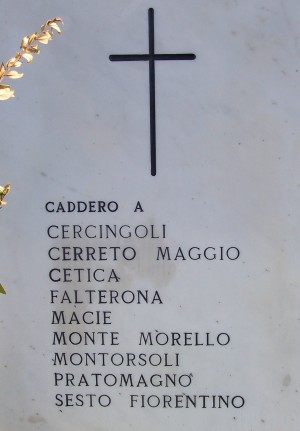 CADDERO A
CERCINGOLI
CERRETO MAGGIO
CETICA
FALTERONA
MACIE
MONTE MORELLO
MONTORSOLI
PRATOMAGNO
SESTO FIORENTINO